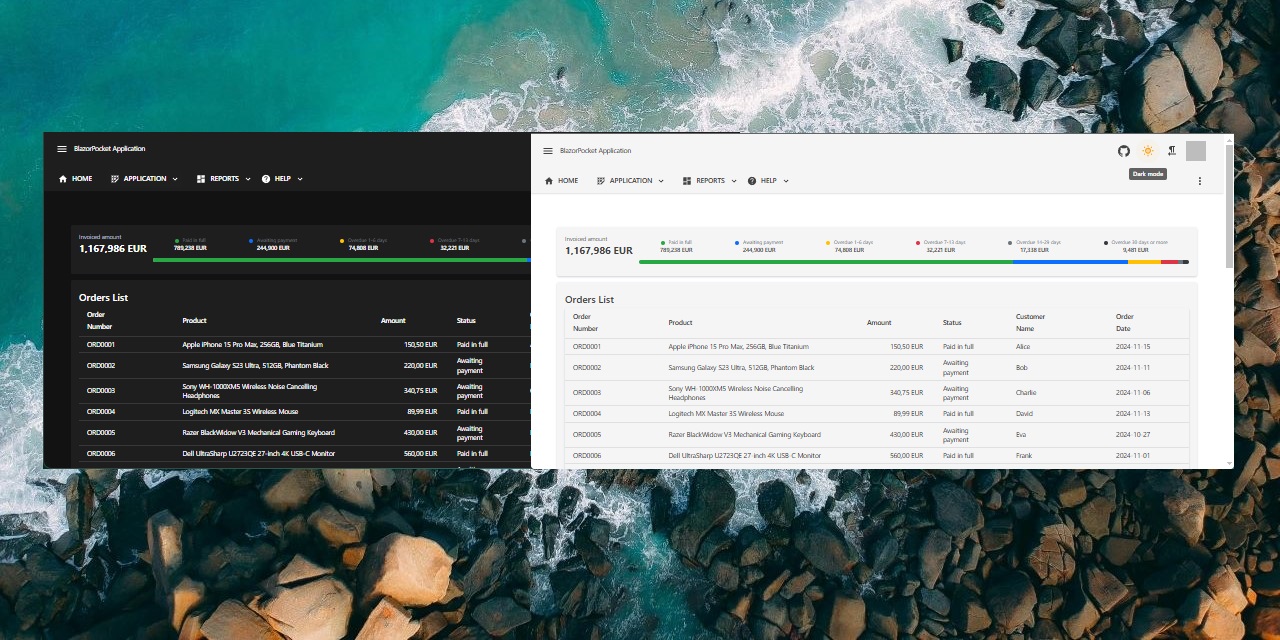 BlazorPocket Application
HOME APPLICATION REPORTS HELP
Invoiced amount
1,167,986 EUR
Paid in full
789,238 EUR
Awaiting payment
244,900 EUR
Overdue 1-6 days
74,808 EUR
Overdue 7-13 days
32,221 EUR
Orders List
Order Number Product Amount Status
ORD0001 Apple iPhone 15 Pro Max, 256GB, Blue Titanium 150,50 EUR Paid in full
ORD0002 Samsung Galaxy S23 Ultra, 512GB, Phantom Black 220,00 EUR Awaiting payment
ORD0003 Sony WH-1000XM5 Wireless Noise Cancelling Headphones 340,75 EUR Awaiting payment
ORD0004 Logitech MX Master 3S Wireless Mouse 89,99 EUR Paid in full
ORD0005 Razer BlackWidow V3 Mechanical Gaming Keyboard 430,00 EUR Awaiting payment
ORD0006 Dell UltraSharp U2723QE 27-inch 4K USB-C Monitor 560,00 EUR Paid in full
BlazorPocket Application
Dark mode
HOME APPLICATION REPORTS HELP
Invoiced amount
1,167,986 EUR
Paid in full
789,238 EUR
Awaiting payment
244,900 EUR
Overdue 1-6 days
74,808 EUR
Overdue 7-13 days
32,221 EUR
Overdue 14-29 days
17,338 EUR
Overdue 30 days or more
9,481 EUR
Orders List
Order Number Product Amount Status Customer Name Order Date
ORD0001 Apple iPhone 15 Pro Max, 256GB, Blue Titanium 150,50 EUR Paid in full Alice 2024-11-15
ORD0002 Samsung Galaxy S23 Ultra, 512GB, Phantom Black 220,00 EUR Awaiting payment Bob 2024-11-11
ORD0003 Sony WH-1000XM5 Wireless Noise Cancelling Headphones 340,75 EUR Awaiting payment Charlie 2024-11-06
ORD0004 Logitech MX Master 3S Wireless Mouse 89,99 EUR Paid in full David 2024-11-13
ORD0005 Razer BlackWidow V3 Mechanical Gaming Keyboard 430,00 EUR Awaiting payment Eva 2024-10-27
ORD0006 Dell UltraSharp U2723QE 27-inch 4K USB-C Monitor 560,00 EUR Paid in full Frank 2024-11-01